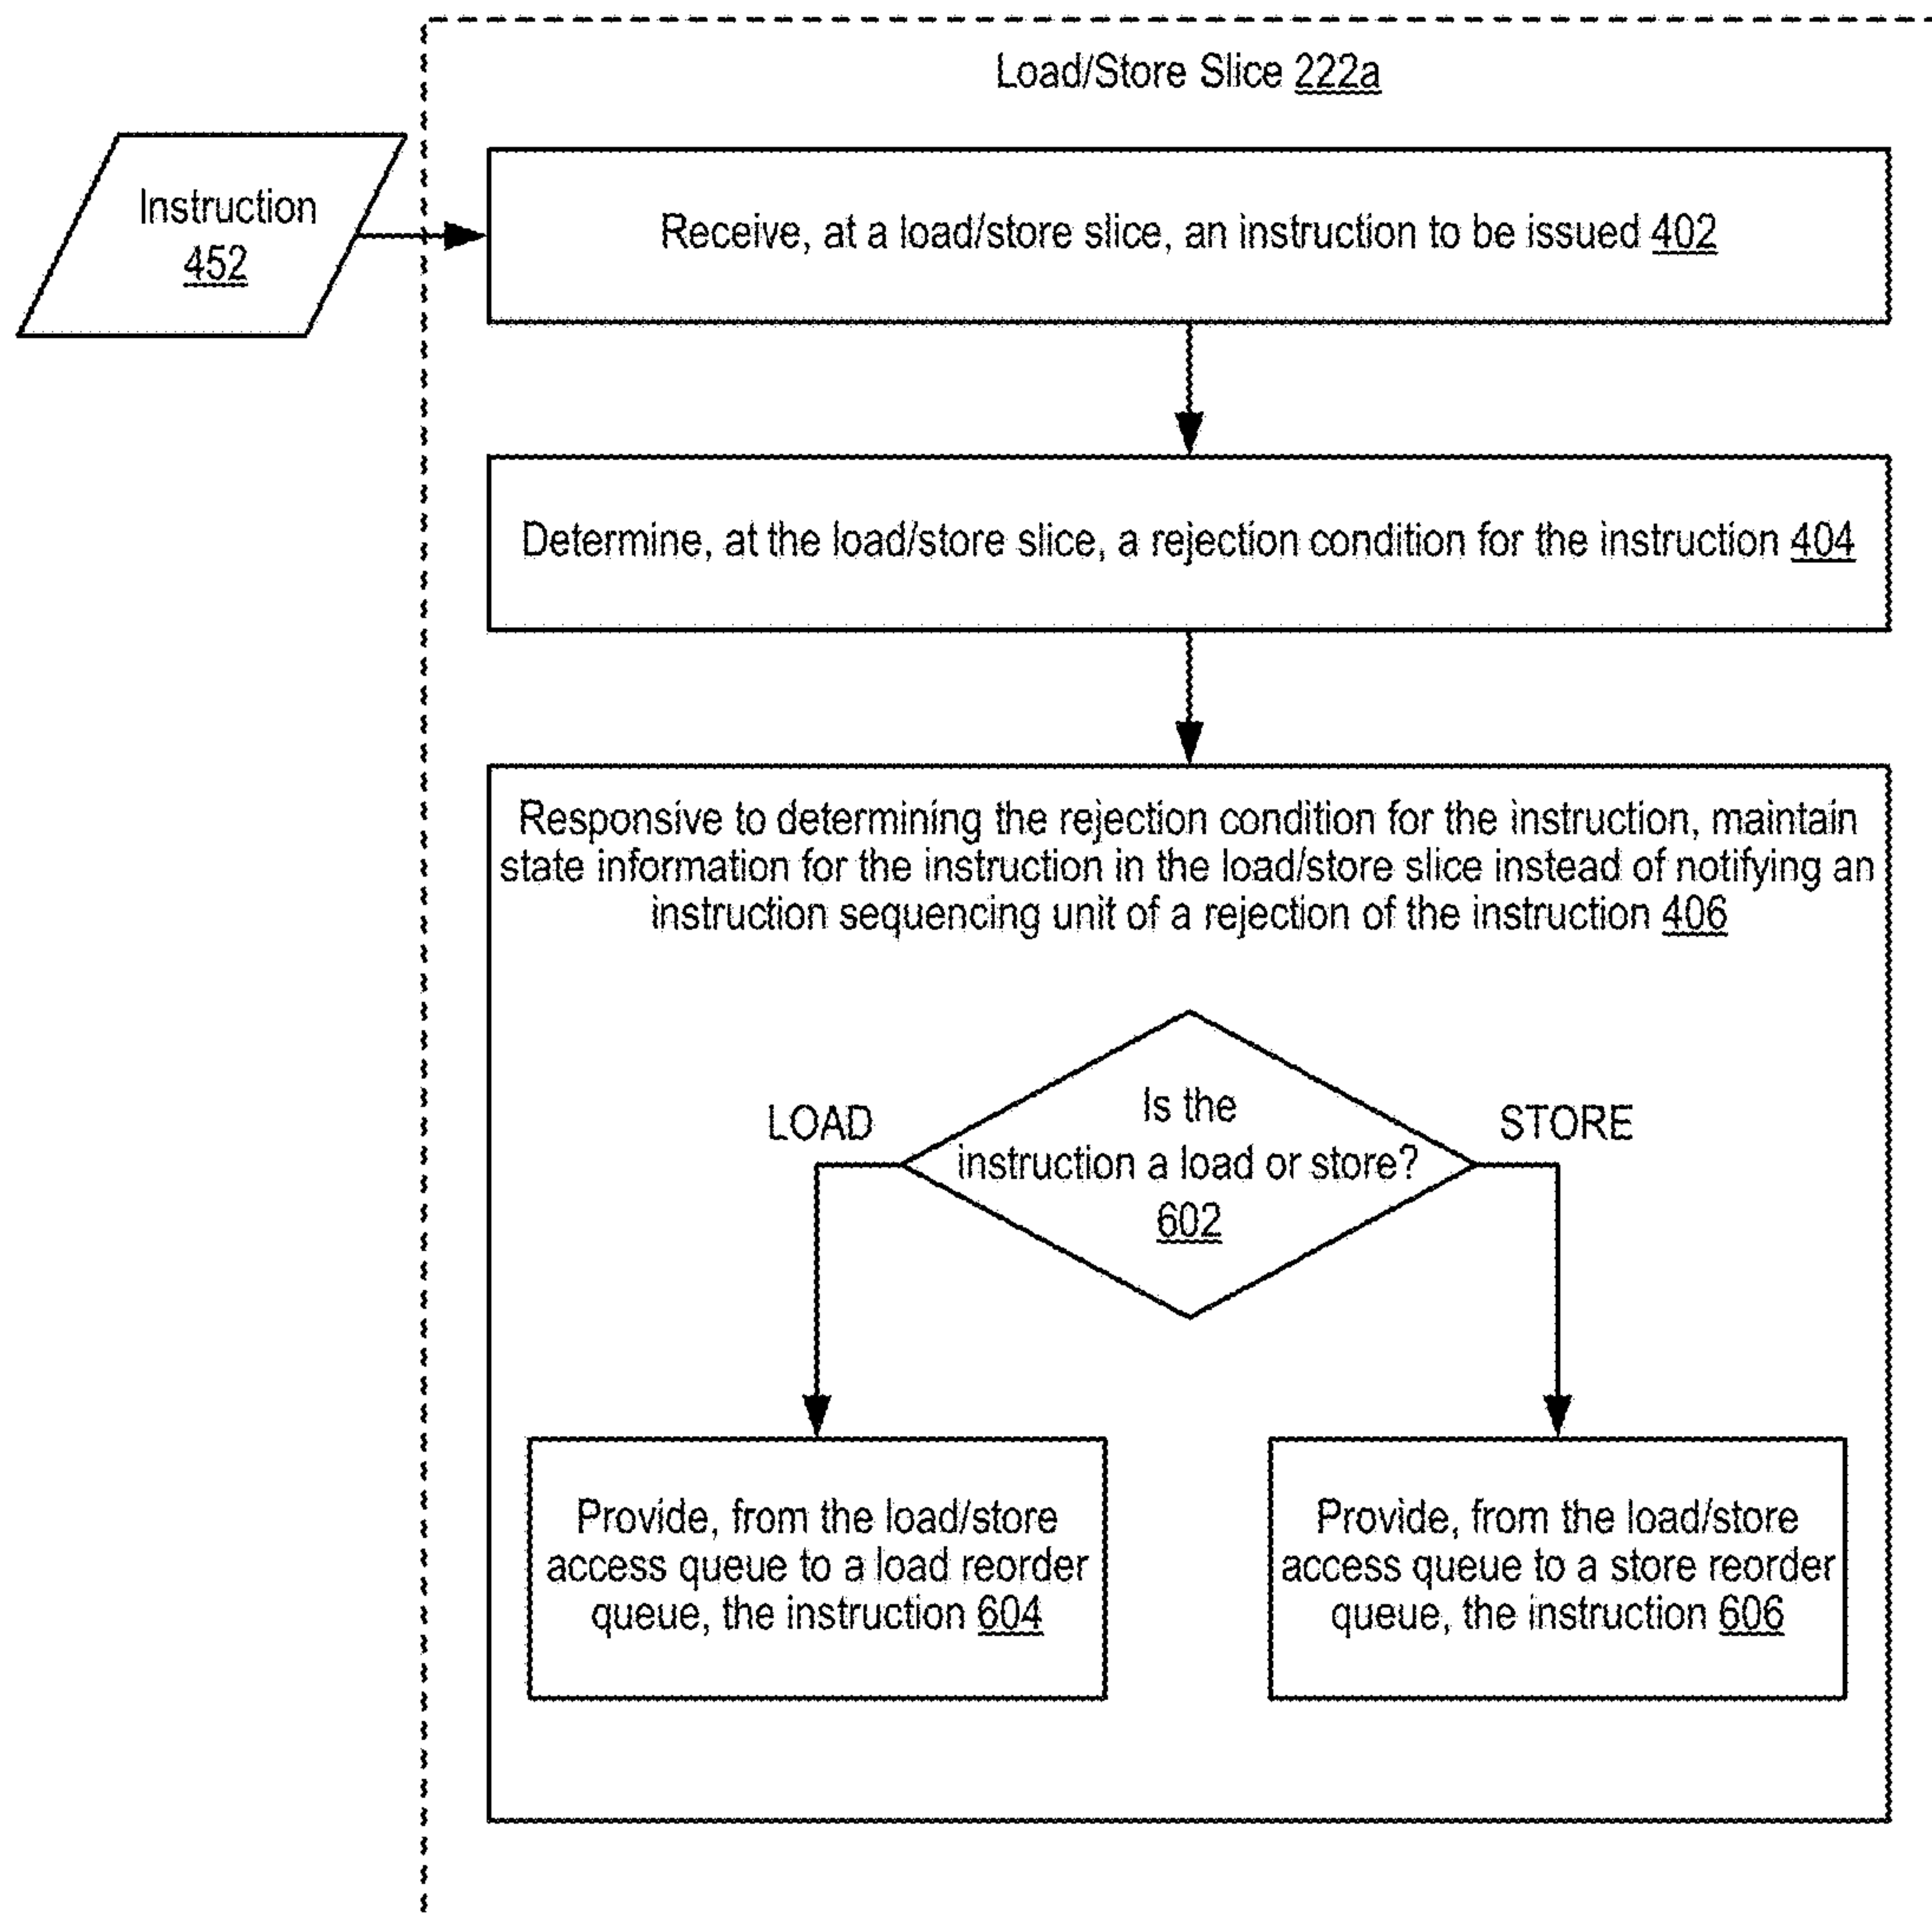 Load/Store Slice 222a
Instruction
452
Receive, at a load/store slice, an instruction to be issued 402
Determine, at the load/store slice, a rejection condition for the instruction 404
Responsive to determining the rejection condition for the instruction, maintain
state information for the instruction in the load/store slice instead of notifying an
instruction sequencing unit of a rejection of the instruction 406
Is the
instruction a load or store?
602
LOAD
STORE
Provide, from the load/store
access queue to a load reorder
queue, the instruction 604
Provide, from the load/store
access queue to a store reorder
queue, the instruction 606